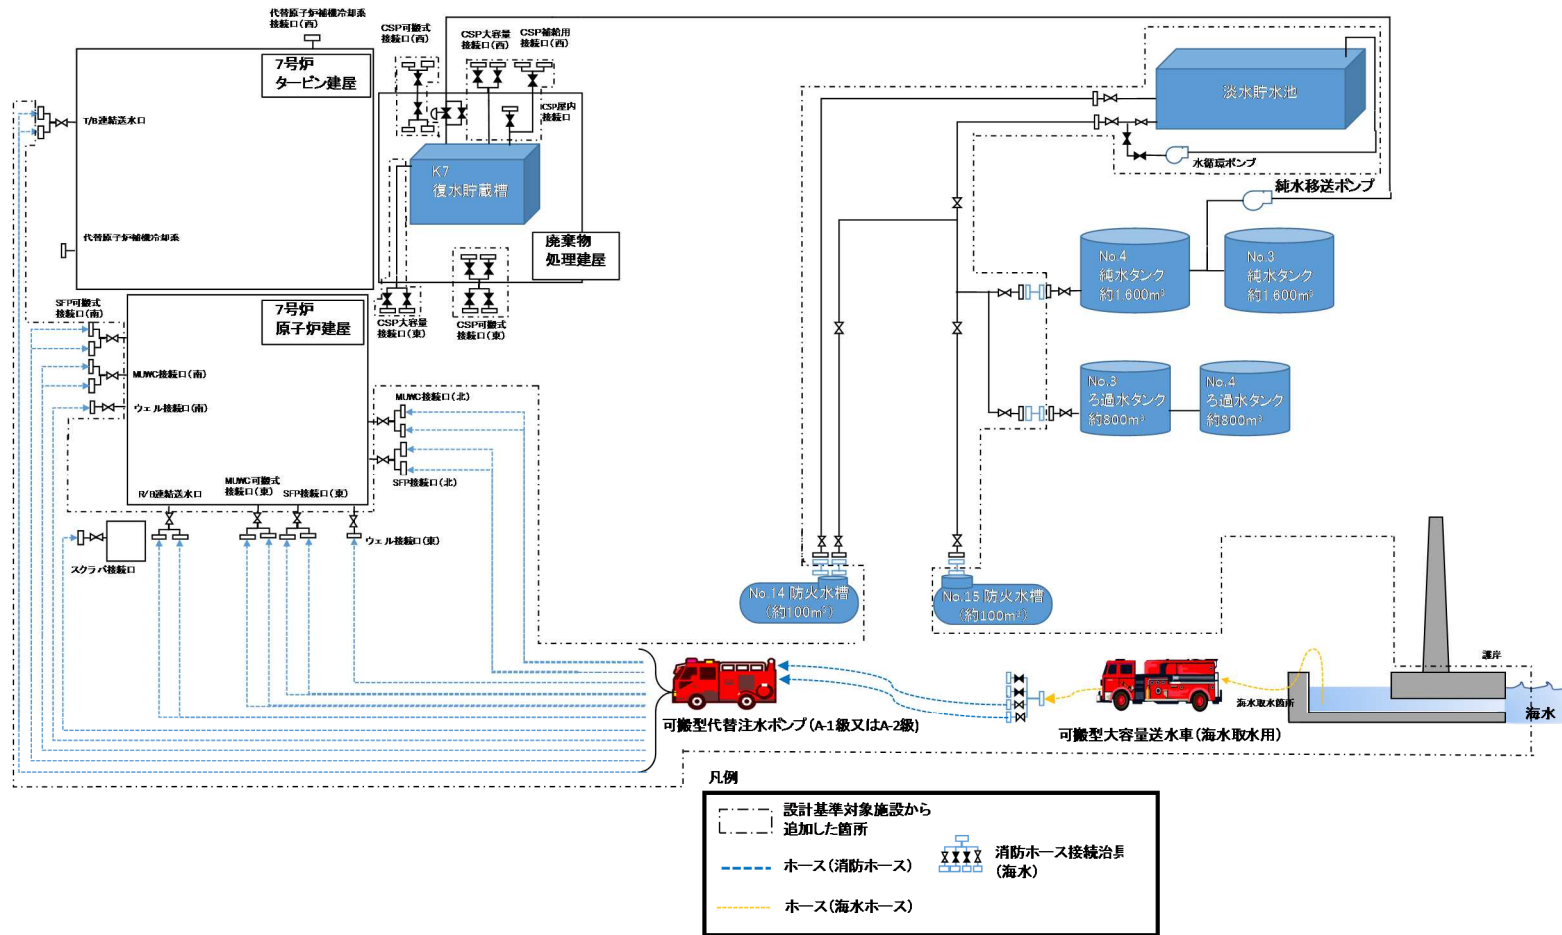 代替原子炉補機冷却系
接続口(西)
7号炉
タービン建屋
T/B連結送水口
代替原子炉補機冷却系
CSP可搬式
接続口(西)
CSP大容量
接続口(西)
CSP補給用
接続口(西)
CSP屋内
接続口
K7
復水貯蔵槽
廃棄物
処理建屋
CSP大容量
接続口(東)
CSP可搬式
接続口(東)
淡水貯水池
水循環ポンプ
純水移送ポンプ
No.4
純水タンク
約1,600m³
No.3
純水タンク
約1,600m³
No.3
ろ過水タンク
約800m³
No.4
ろ過水タンク
約800m³
SFP可搬式
接続口(南)
7号炉
原子炉建屋
MUWC接続口(南)
ウェル接続口(南)
MUWC接続口(北)
SFP接続口(北)
R/B連結送水口
MUWC可搬式
接続口(東)
SFP接続口(東)
ウェル接続口(東)
スクラバ接続口
No.14 防火水槽
(約100m³)
No.15 防火水槽
(約100m³)
可搬型代替注水ポンプ(A-1級又はA-2級)
可搬型大容量送水車(海水取水用)
海水取水箇所
護岸
海水
凡例
設計基準対象施設から
追加した箇所
ホース(消防ホース)
消防ホース接続治具
(海水)
ホース(海水ホース)